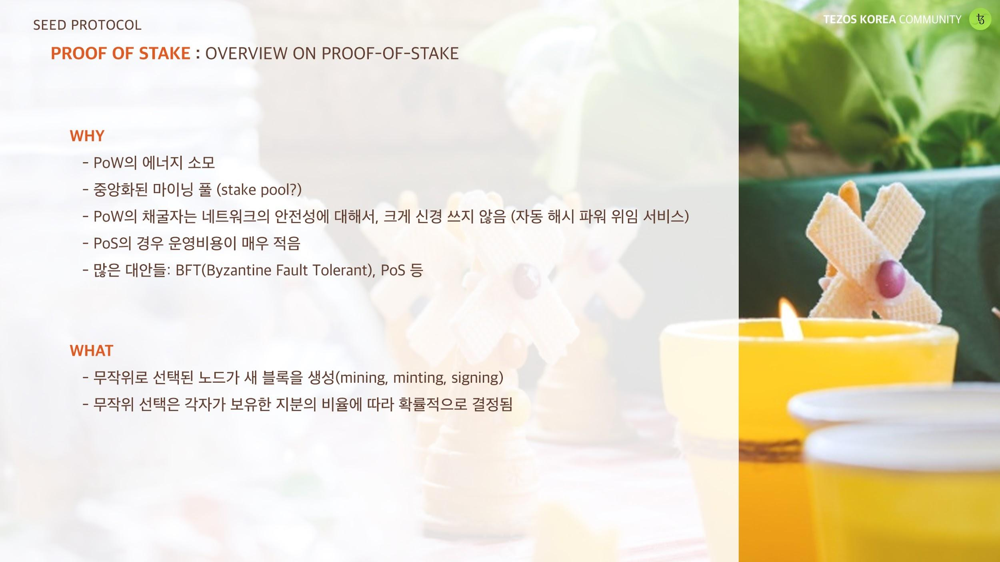 SEED PROTOCOL
TEZOS KOREA COMMUNITY
PROOF OF STAKE : OVERVIEW ON PROOF-OF-STAKE
WHY
- PoW의 에너지 소모
- 중앙화된 마이닝 풀 (stake pool?)
- PoW의 채굴자는 네트워크의 안전성에 대해서, 크게 신경 쓰지 않음 (자동 해시 파워 위임 서비스)
- PoS의 경우 운영비용이 매우 적음
- 많은 대안들: BFT(Byzantine Fault Tolerant), PoS 등
WHAT
- 무작위로 선택된 노드가 새 블록을 생성(mining, minting, signing)
- 무작위 선택은 각자가 보유한 지분의 비율에 따라 확률적으로 결정됨